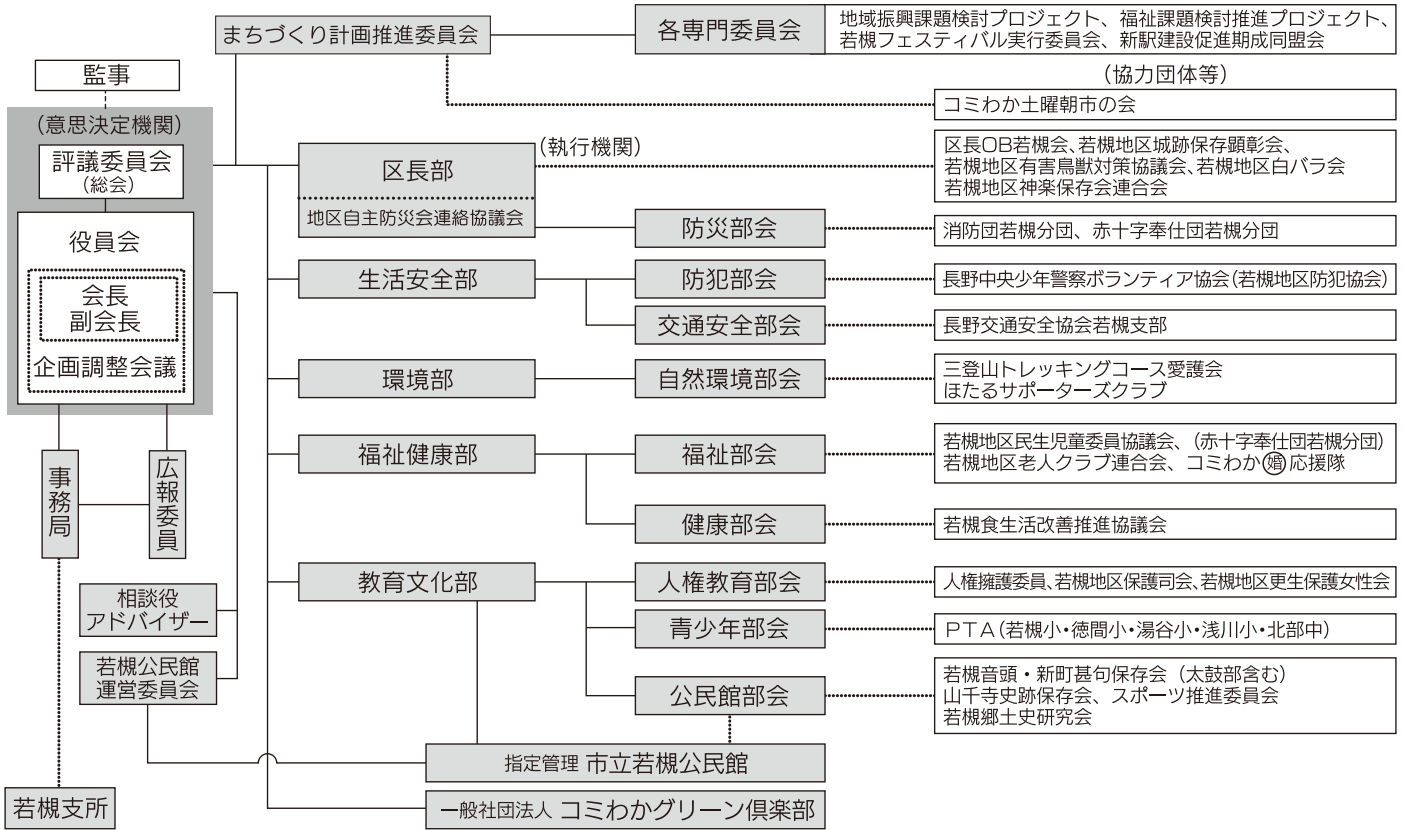 まちづくり計画推進委員会
各専門委員会
地域振興課題検討プロジェクト、福祉課題検討推進プロジェクト、
若槻フェスティバル実行委員会、新駅建設促進期成同盟会
(協力団体等)
コミわか土曜朝市の会
監事
(意思決定機関)
評議委員会
(総会)
役員会
会長
副会長
企画調整会議
事務局
広報委員
相談役
アドバイザー
若槻公民館
運営委員会
若槻支所
区長部
地区自主防災会連絡協議会
(執行機関)
区長OB若槻会、若槻地区城跡保存顕彰会、
若槻地区有害鳥獣対策協議会、若槻地区白バラ会
若槻地区神楽保存会連合会
防災部会
消防団若槻分団、赤十字奉仕団若槻分団
生活安全部
防犯部会
長野中央少年警察ボランティア協会(若槻地区防犯協会)
交通安全部会
長野交通安全協会若槻支部
環境部
自然環境部会
三登山トレッキングコース愛護会
ほたるサポーターズクラブ
福祉健康部
福祉部会
若槻地区民生児童委員協議会、(赤十字奉仕団若槻分団)
若槻地区老人クラブ連合会、コミわか婚応援隊
健康部会
若槻食生活改善推進協議会
教育文化部
人権教育部会
人権擁護委員、若槻地区保護司会、若槻地区更生保護女性会
青少年部会
PTA(若槻小・徳間小・湯谷小・浅川小・北部中)
公民館部会
若槻音頭・新町甚句保存会(太鼓部含む)
山千寺史跡保存会、スポーツ推進委員会
若槻郷土史研究会
指定管理 市立若槻公民館
一般社団法人 コミわかグリーン倶楽部